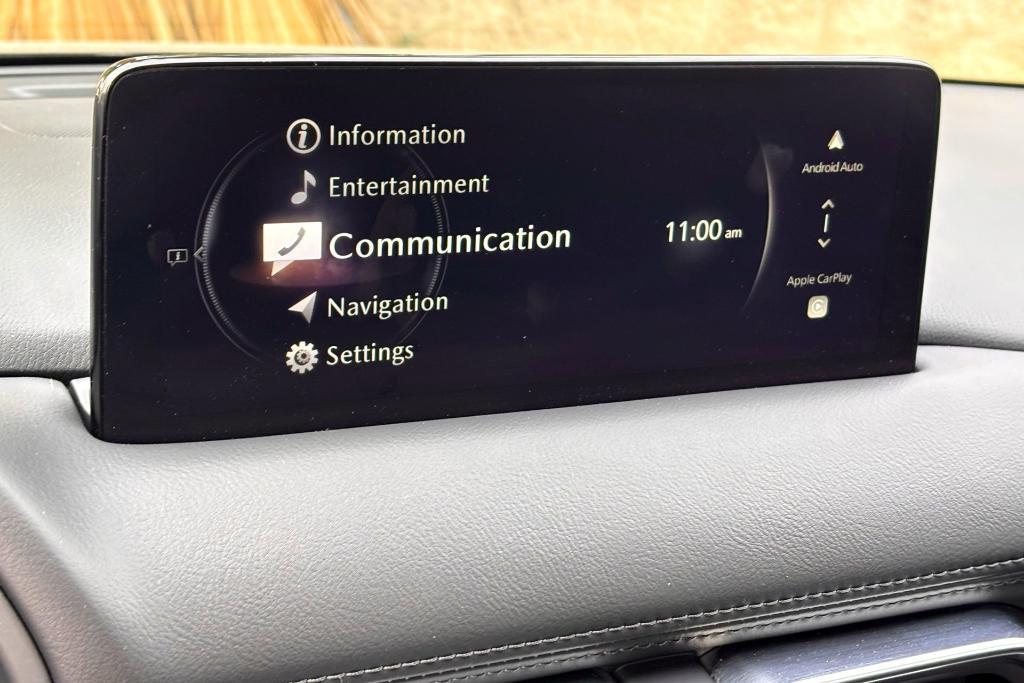 Information
Entertainment
Communication
Navigation
Settings
11:00 am
Android Auto
Apple CarPlay